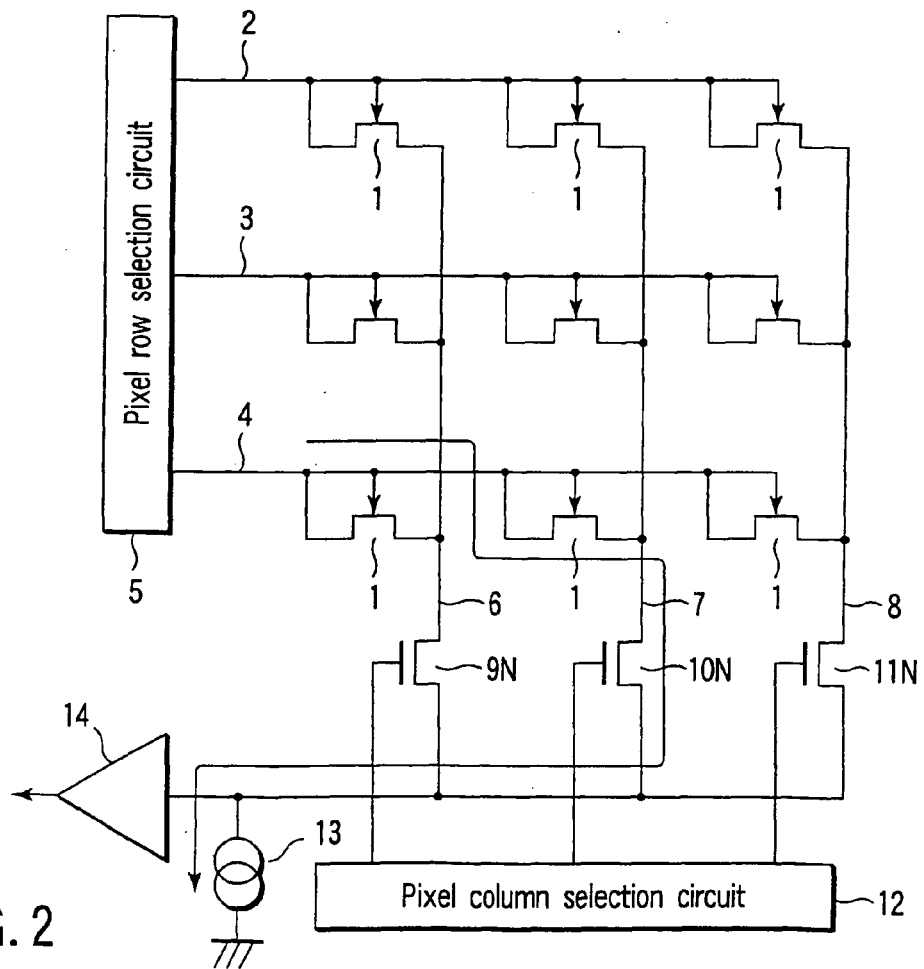 2
Pixel row selection circuit
1 1 1
3
4
5
1 1 1
6 7 8
9N 10N 11N
14
13
Pixel column selection circuit
12
G. 2